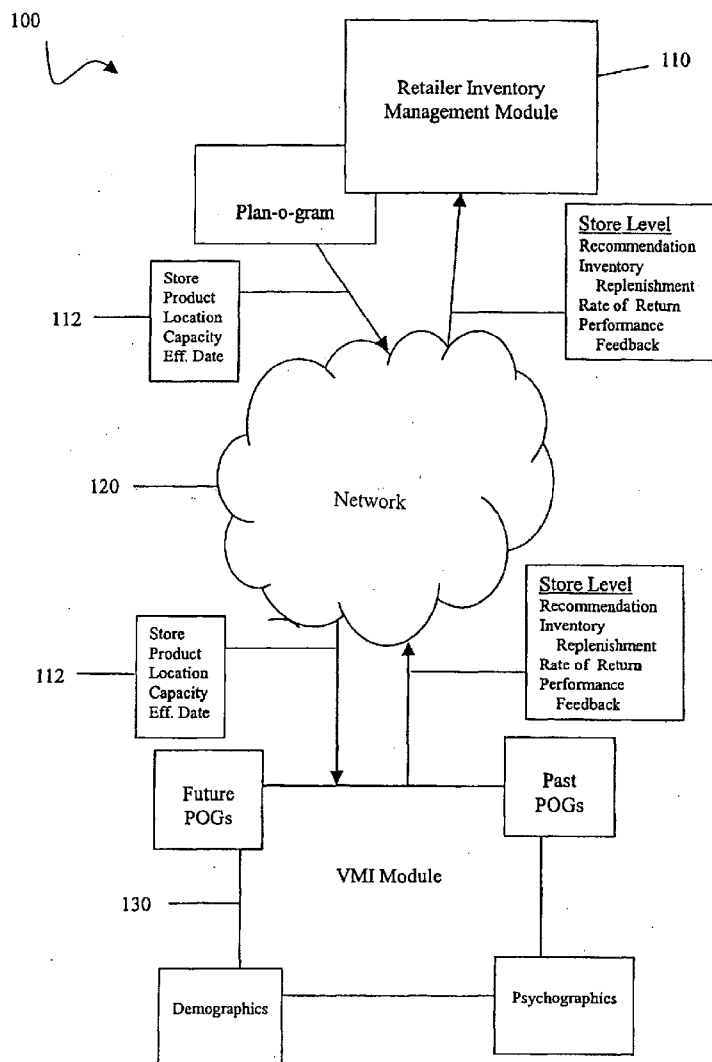 100
110
Retailer Inventory
Management Module
Plan-o-gram
Store Level
Recommendation
Inventory
Replenishment
Rate of Return
Performance
Feedback
112
Store
Product
Location
Capacity
Eff. Date
120
Network
Store Level
Recommendation
Inventory
Replenishment
Rate of Return
Performance
Feedback
112
Store
Product
Location
Capacity
Eff. Date
Future
POGs
Past
POGs
VMI Module
130
Demographics
Psychographics